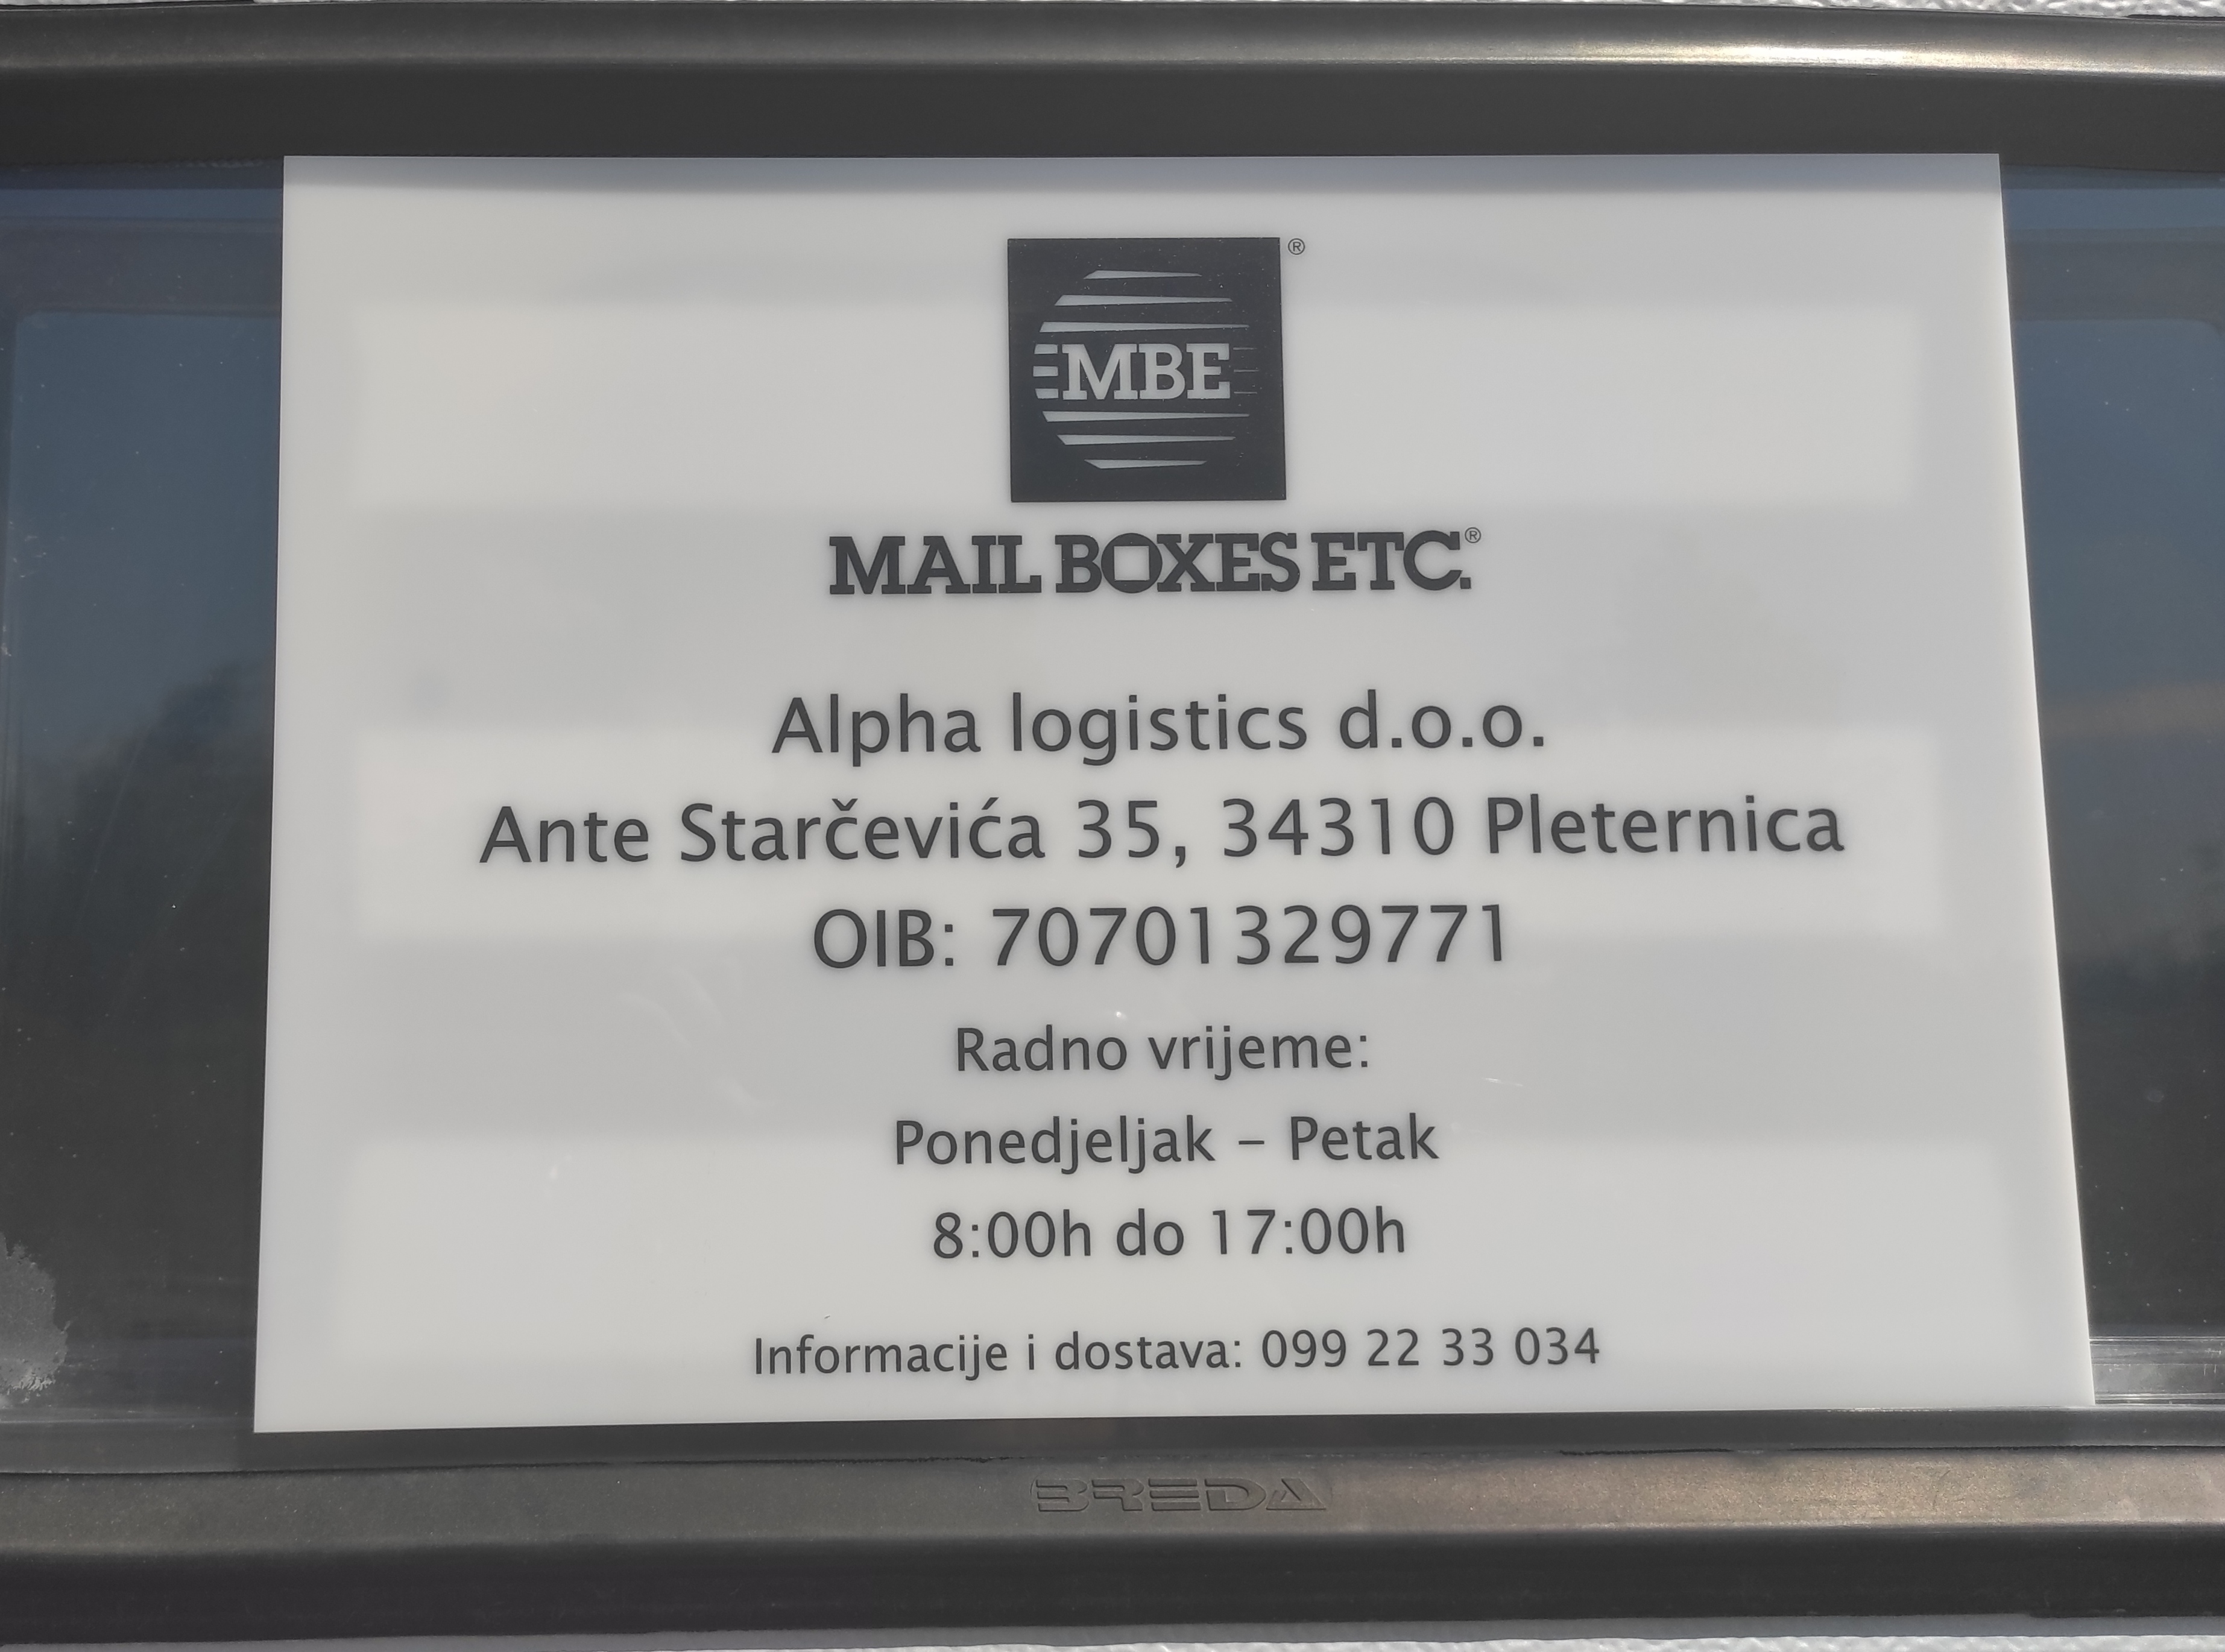 MBE®
MAIL BOXES ETC.®
Alpha logistics d.o.o.
Ante Starčevića 35, 34310 Pleternica
OIB: 70701329771
Radno vrijeme:
Ponedjeljak – Petak
8:00h do 17:00h
Informacije i dostava: 099 22 33 034
BREDA